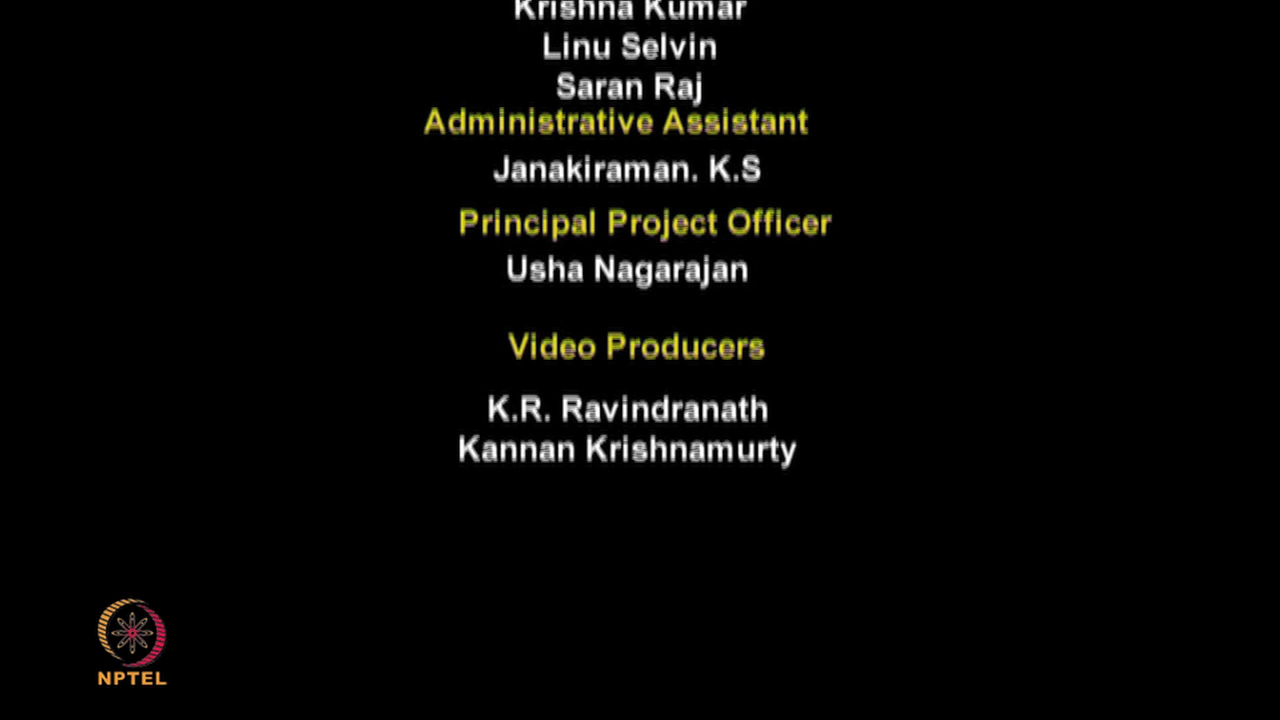 Krishna Kumar
Linu Selvin
Saran Raj
Administrative Assistant
Janakiraman. K.S
Principal Project Officer
Usha Nagarajan
Video Producers
K.R. Ravindranath
Kannan Krishnamurty
NPTEL